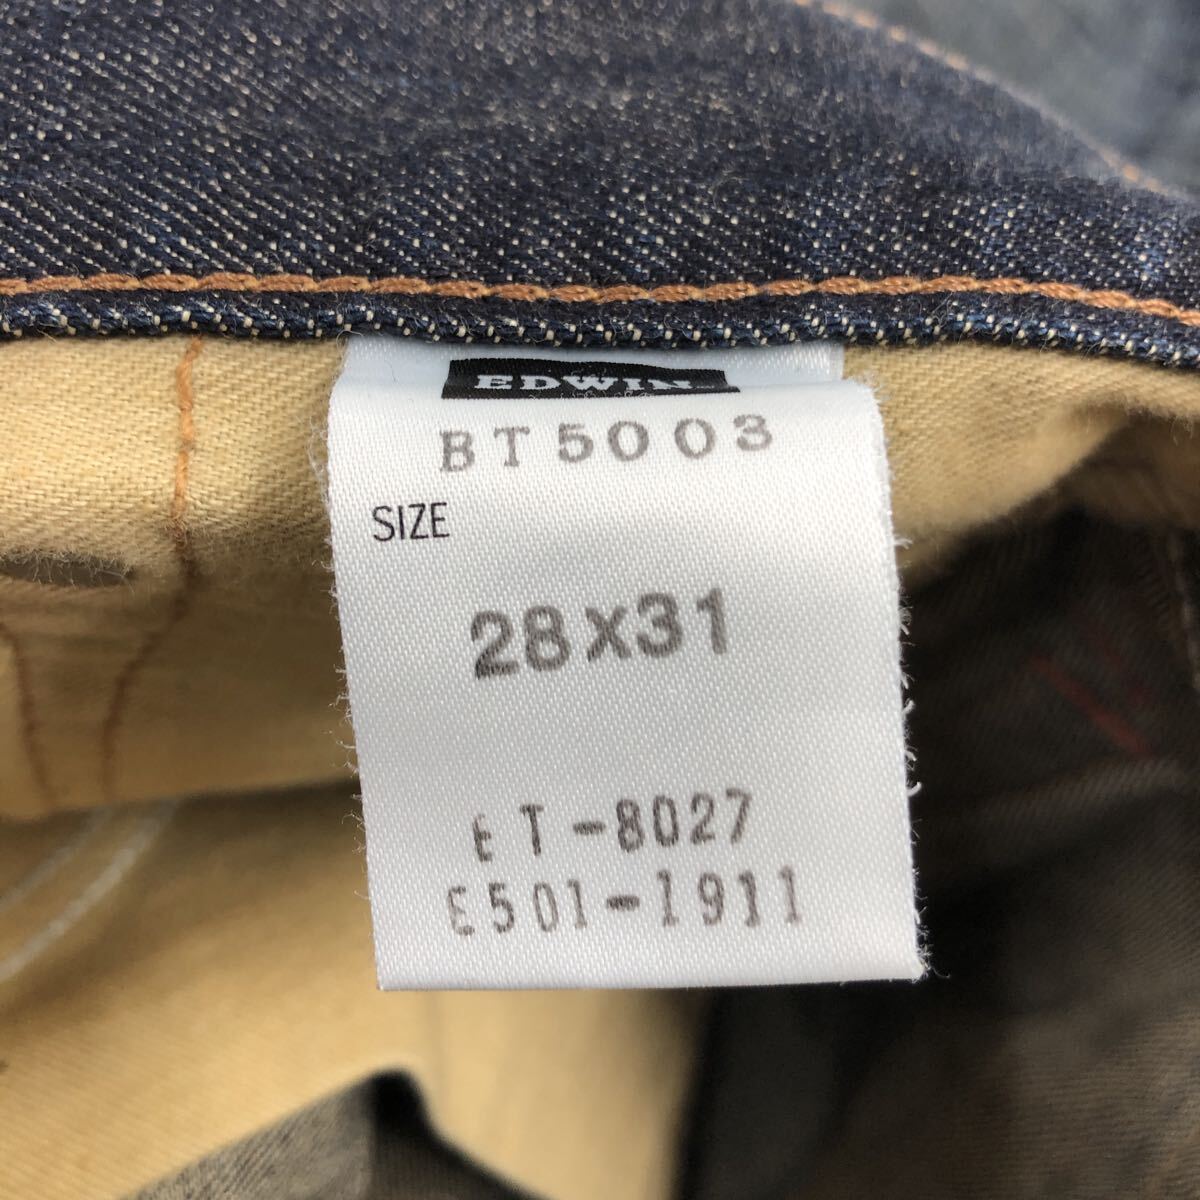 EDWIN
BT5003
SIZE
28X31
ET-8027
E501-1911